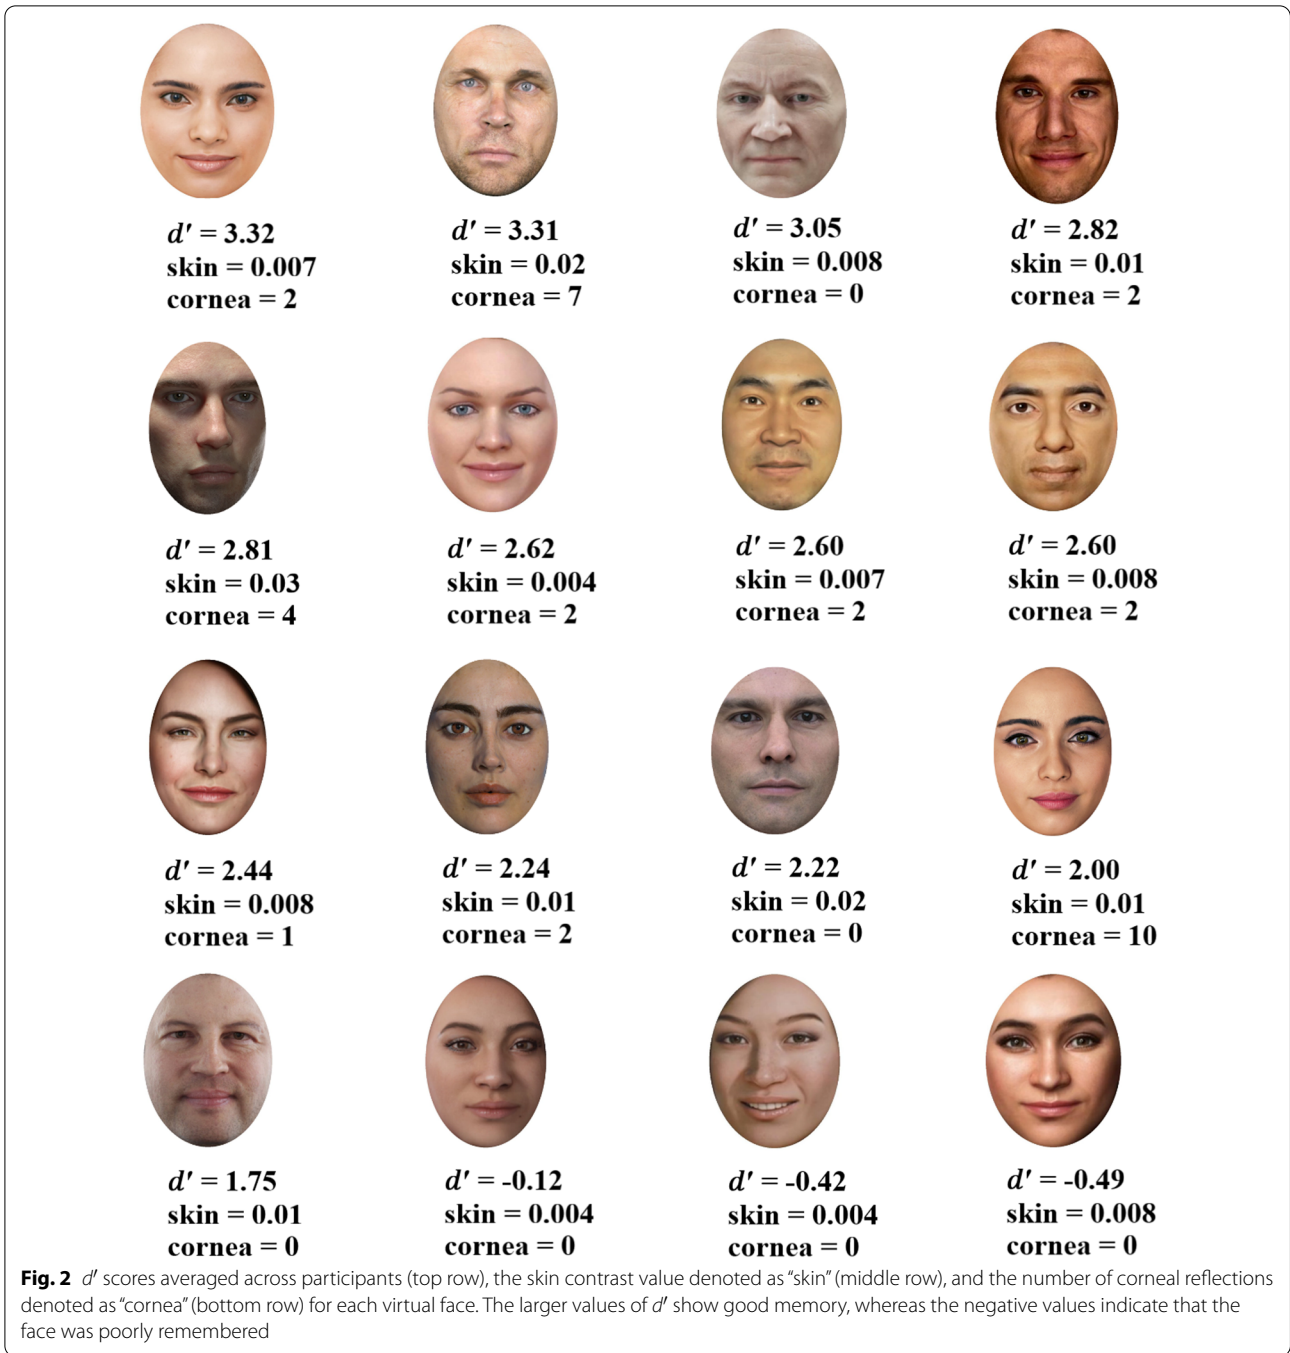 d′ = 3.32
skin = 0.007
cornea = 2
d′ = 3.31
skin = 0.02
cornea = 7
d′ = 3.05
skin = 0.008
cornea = 0
d′ = 2.82
skin = 0.01
cornea = 2
d′ = 2.81
skin = 0.03
cornea = 4
d′ = 2.62
skin = 0.004
cornea = 2
d′ = 2.60
skin = 0.007
cornea = 2
d′ = 2.60
skin = 0.008
cornea = 2
d′ = 2.44
skin = 0.008
cornea = 1
d′ = 2.24
skin = 0.01
cornea = 2
d′ = 2.22
skin = 0.02
cornea = 0
d′ = 2.00
skin = 0.01
cornea = 10
d′ = 1.75
skin = 0.01
cornea = 0
d′ = -0.12
skin = 0.004
cornea = 0
d′ = -0.42
skin = 0.004
cornea = 0
d′ = -0.49
skin = 0.008
cornea = 0
Fig. 2 d′ scores averaged across participants (top row), the skin contrast value denoted as “skin” (middle row), and the number of corneal reflections
denoted as “cornea” (bottom row) for each virtual face. The larger values of d′ show good memory, whereas the negative values indicate that the
face was poorly remembered